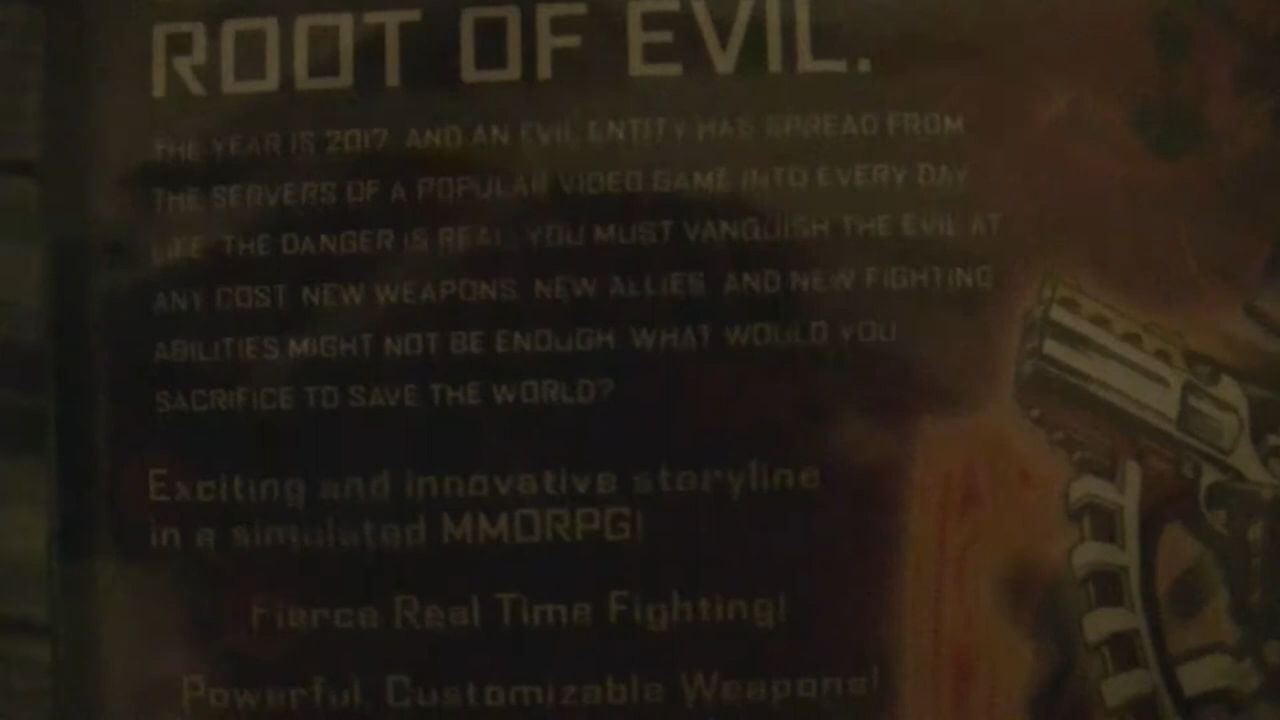 ROOT OF EVIL.
THE YEAR IS 2017 AND AN EVIL ENTITY HAS SPREAD FROM
THE SERVERS OF A POPULAR VIDEO GAME INTO EVERY DAY
LIFE. THE DANGER IS REAL. YOU MUST VANQUISH THE EVIL AT
ANY COST NEW WEAPONS, NEW ALLIES, AND NEW FIGHTING
ABILITIES MIGHT NOT BE ENOUGH. WHAT WOULD YOU
SACRIFICE TO SAVE THE WORLD?
Exciting and innovative storyline
in a simulated MMORPG!
Fierce Real Time Fighting!
Powerful, Customizable Weapons!